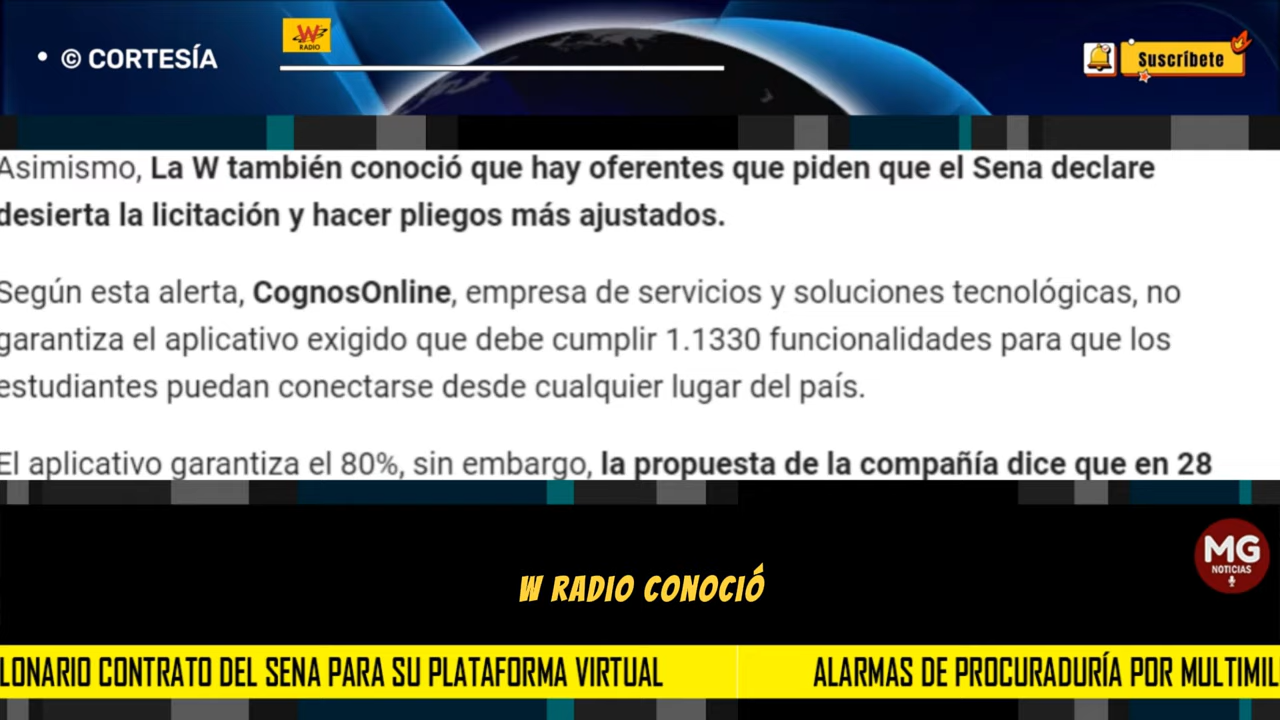 • © CORTESÍA
W
RADIO
Suscríbete
Asimismo, La W también conoció que hay oferentes que piden que el Sena declare
desierta la licitación y hacer pliegos más ajustados.
Según esta alerta, CognosOnline, empresa de servicios y soluciones tecnológicas, no
garantiza el aplicativo exigido que debe cumplir 1.1330 funcionalidades para que los
estudiantes puedan conectarse desde cualquier lugar del país.
El aplicativo garantiza el 80%, sin embargo, la propuesta de la compañía dice que en 28
MG
NOTICIAS
W RADIO CONOCIÓ
LONARIO CONTRATO DEL SENA PARA SU PLATAFORMA VIRTUAL ALARMAS DE PROCURADURÍA POR MULTIMIL